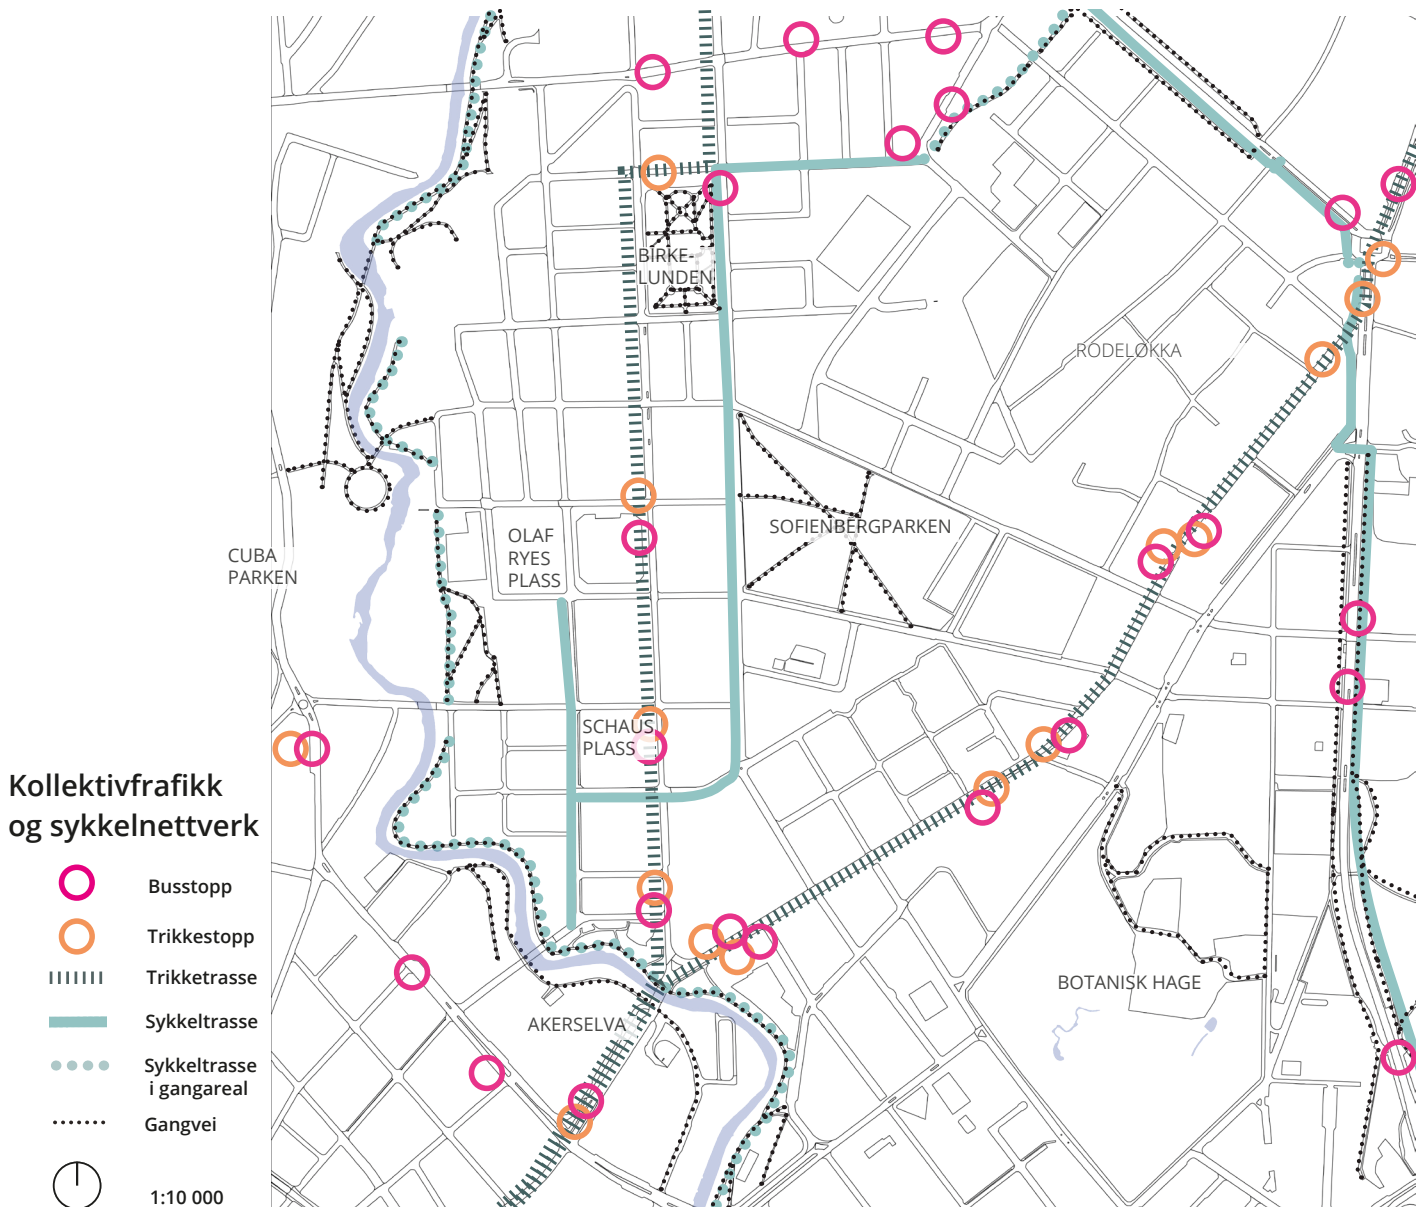 BIRKE-
LUNDEN
RODELØKKA
SOFIENBERGPARKEN
OLAF
RYES
PLASS
CUBA
PARKEN
SCHAUS
PLASS
BOTANISK HAGE
AKERSELVA
Kollektivfrafikk
og sykkelnettverk
Busstopp
Trikkestopp
Trikketrasse
Sykkeltrasse
Sykkeltrasse
i gangareal
Gangvei
1:10 000